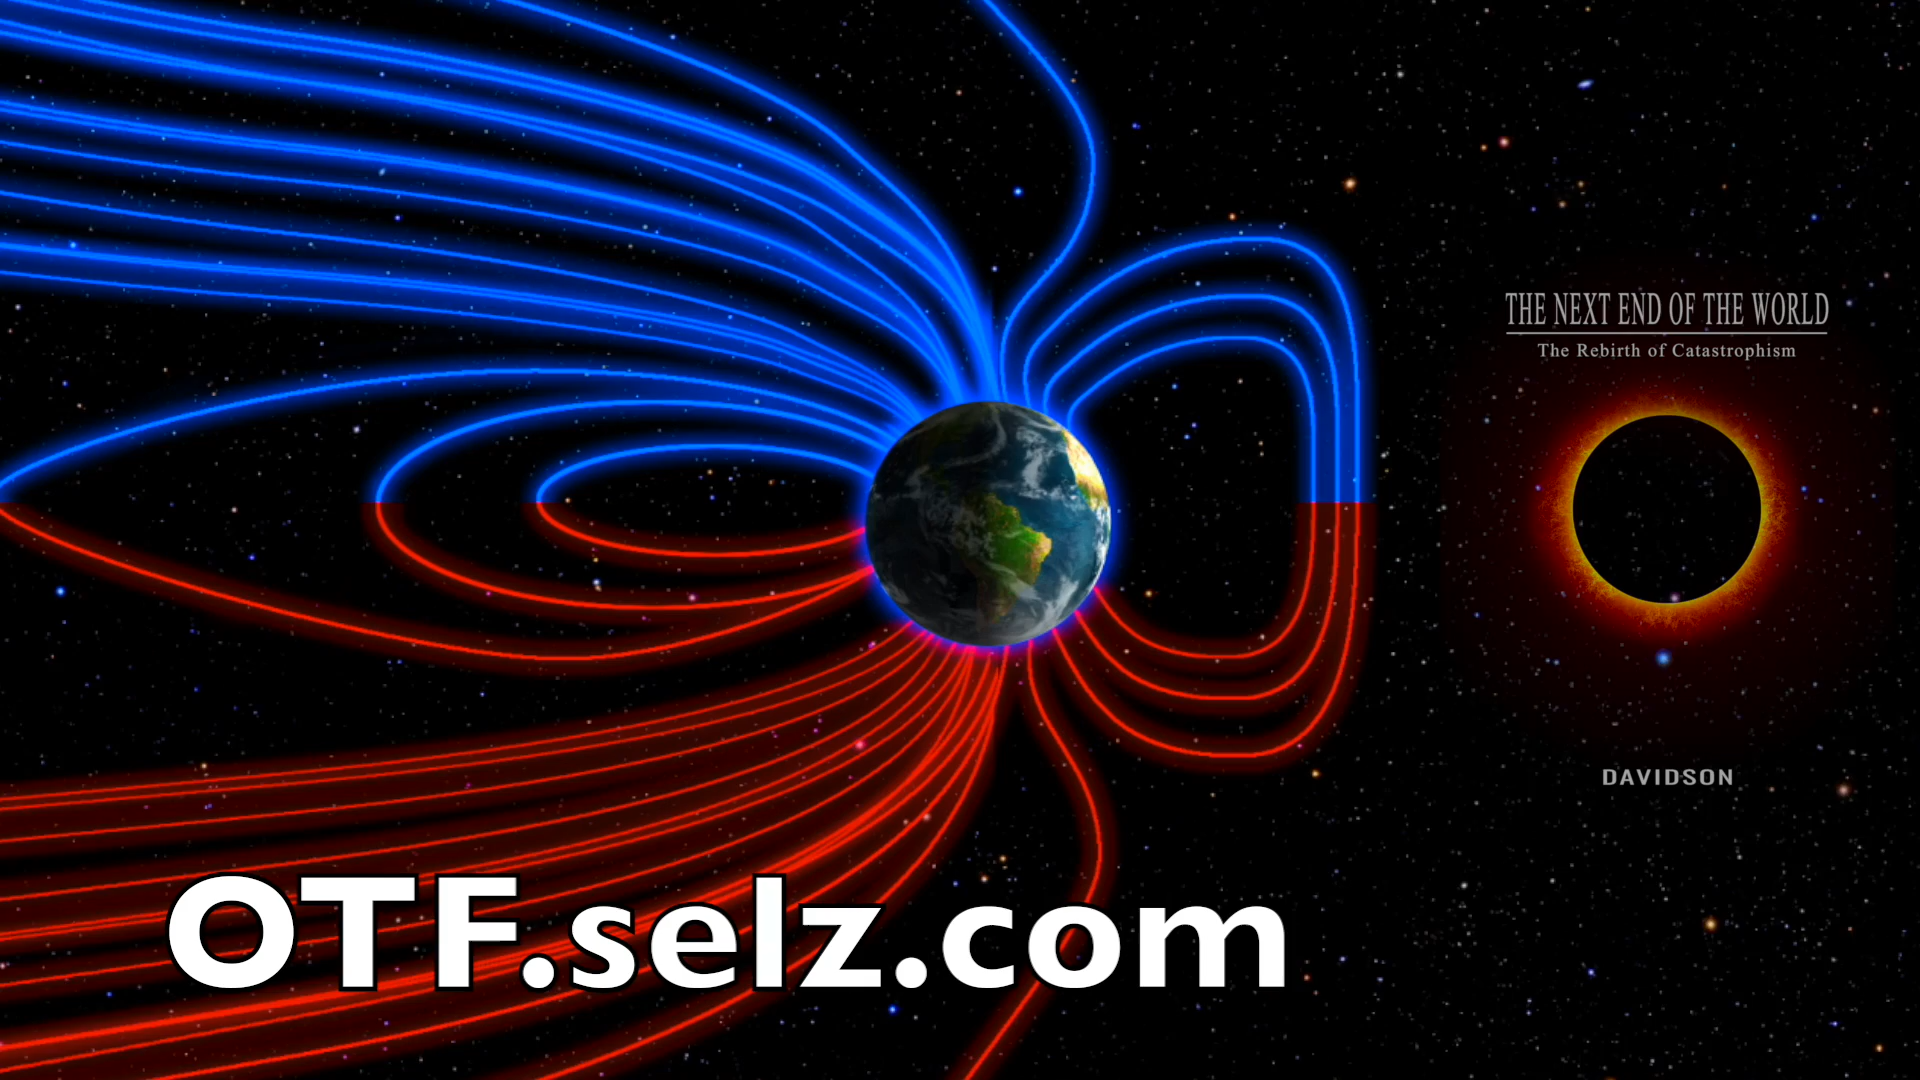 THE NEXT END OF THE WORLD
The Rebirth of Catastrophism
DAVIDSON
OTF.selz.com